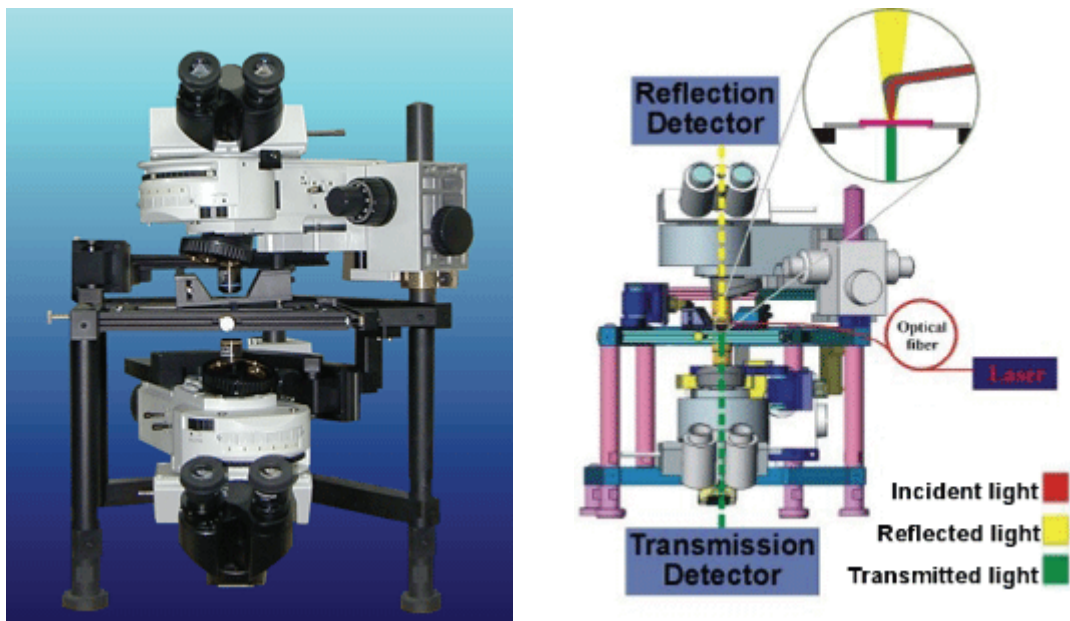 Reflection
Detector
Optical
fiber
Laser
Incident light
Reflected light
Transmitted light
Transmission
Detector